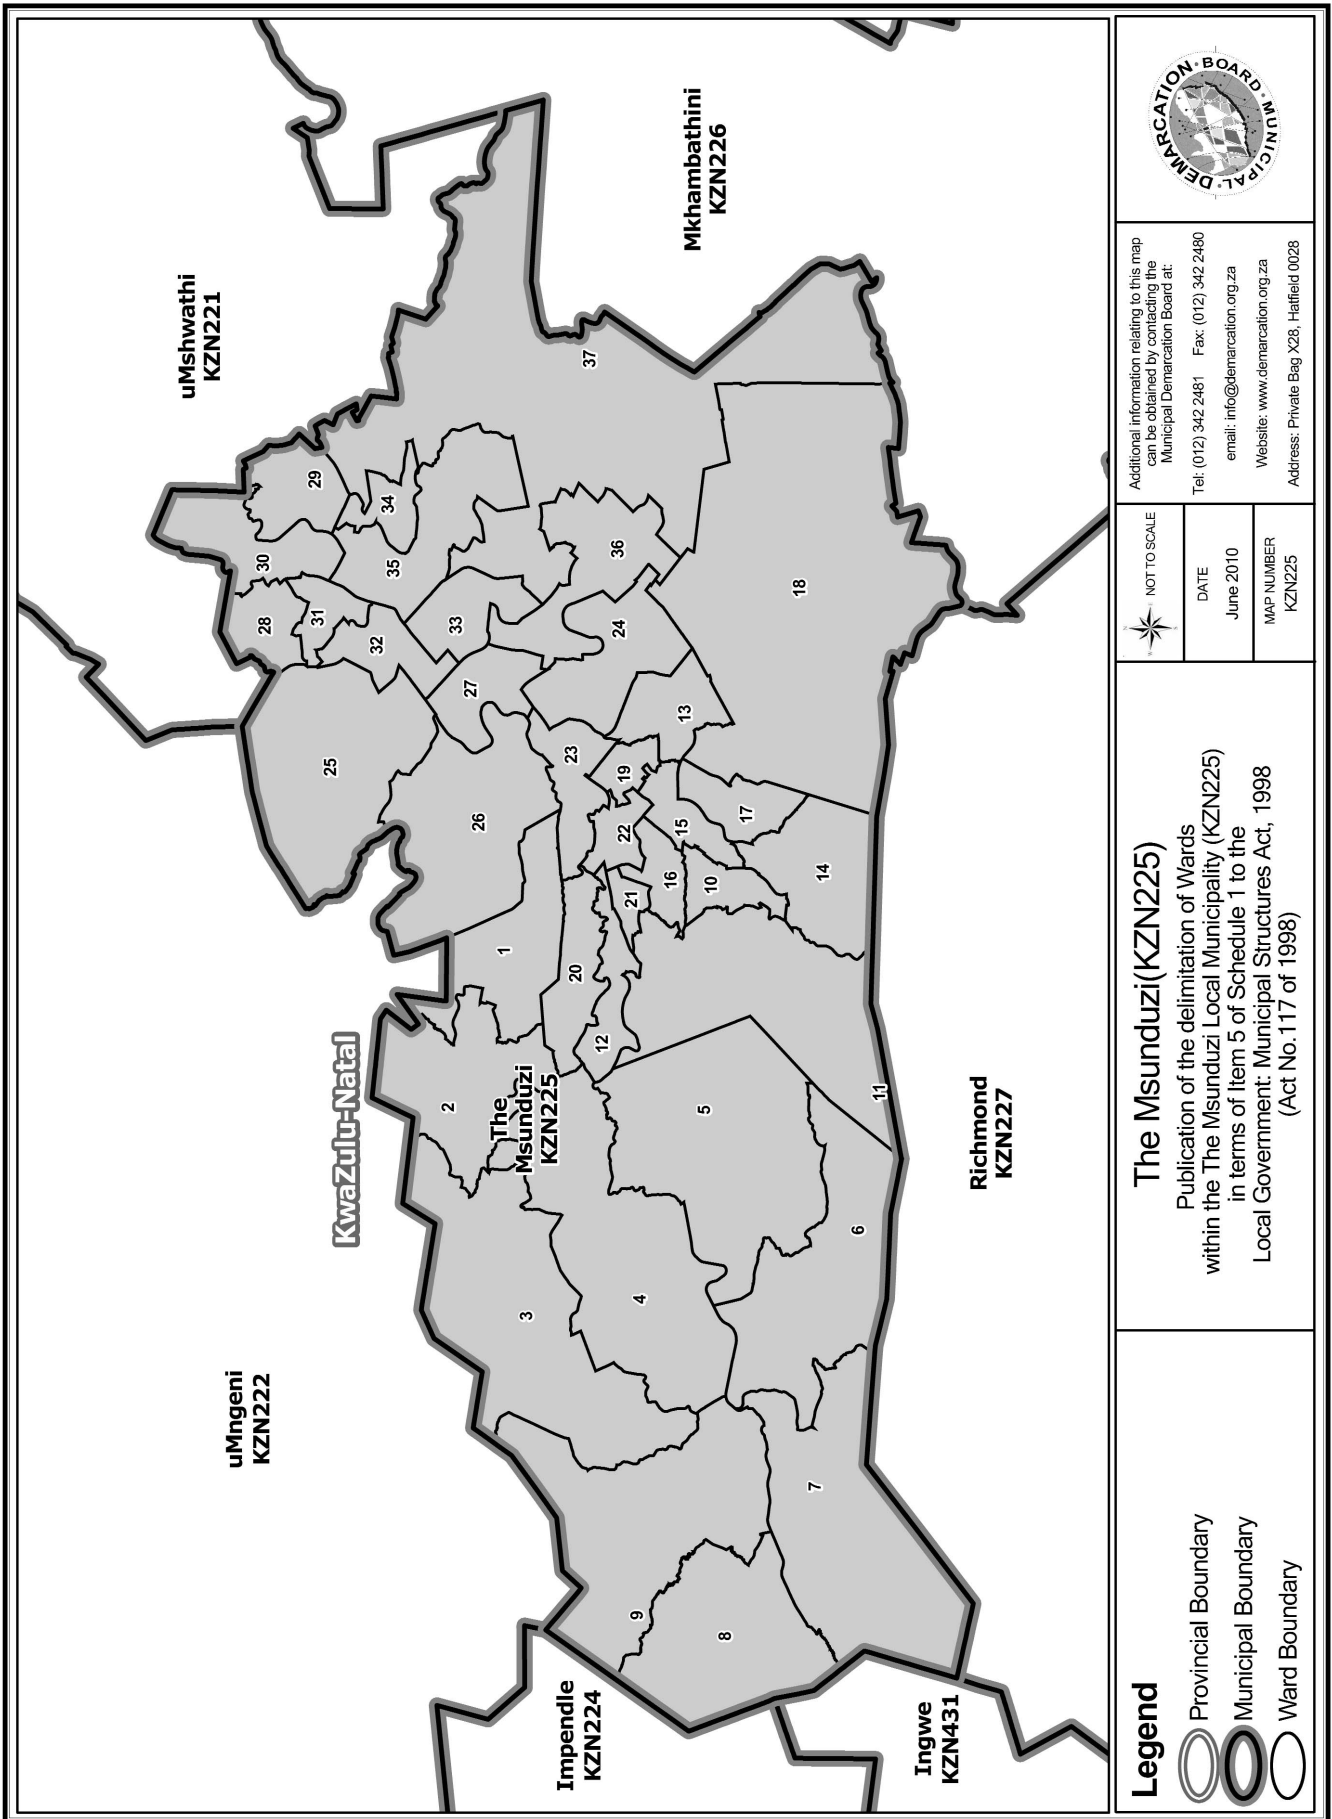 uMshwathi
KZN221
uMngeni
KZN222
KwaZulu-Natal
Mkhambathini
KZN226
Impendle
KZN224
Ingwe
KZN431
Richmond
KZN227
The
Msunduzi
KZN225
1
2
3
4
5
6
7
8
9
10
11
12
13
14
15
16
17
18
19
20
21
22
23
24
25
26
27
28
29
30
31
32
33
34
35
36
37
Legend
Provincial Boundary
Municipal Boundary
Ward Boundary
The Msunduzi(KZN225)
Publication of the delimitation of Wards
within the The Msunduzi Local Municipality (KZN225)
in terms of Item 5 of Schedule 1 to the
Local Government: Municipal Structures Act, 1998
(Act No.117 of 1998)
NOT TO SCALE
DATE
June 2010
MAP NUMBER
KZN225
Additional information relating to this map
can be obtained by contacting the
Municipal Demarcation Board at:
Tel: (012) 342 2481 Fax: (012) 342 2480
email: info@demarcation.org.za
Website: www.demarcation.org.za
Address: Private Bag X28, Hatfield 0028
MUNICIPAL • DEMARCATION • BOARD •